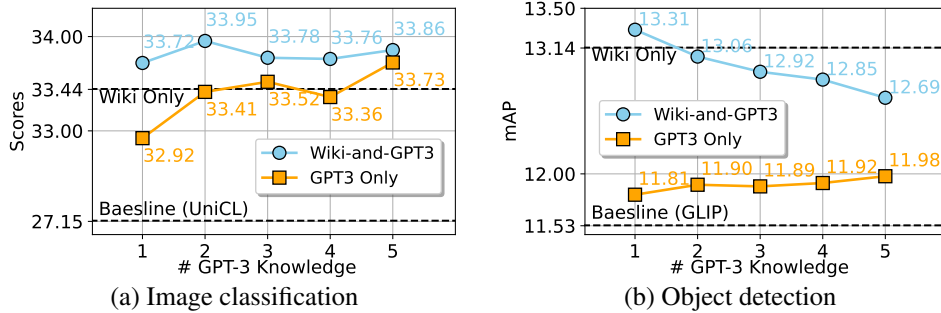 34.00
33.44
33.00
27.15
Scores
33.72
33.95
33.78
33.76
33.86
Wiki Only
32.92
33.41
33.52
33.36
33.73
Wiki-and-GPT3
GPT3 Only
Baesline (UniCL)
1 2 3 4 5
# GPT-3 Knowledge
(a) Image classification
13.50
13.14
12.00
11.53
mAP
13.31
13.06
12.92
12.85
12.69
Wiki Only
Wiki-and-GPT3
GPT3 Only
11.81
11.90
11.89
11.92
11.98
Baesline (GLIP)
1 2 3 4 5
# GPT-3 Knowledge
(b) Object detection